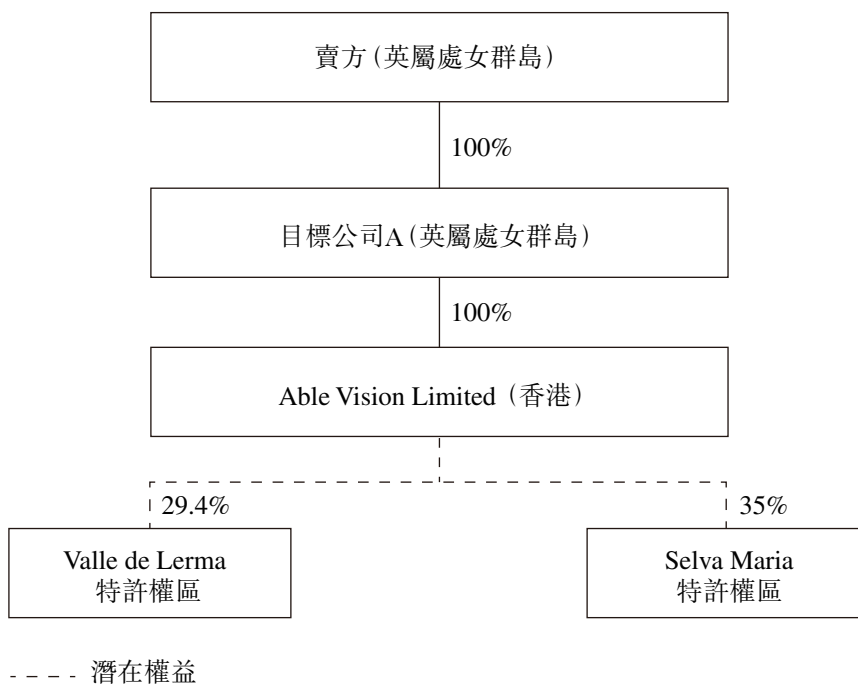 賣方(英屬處女群島)
100%
目標公司A(英屬處女群島)
100%
Able Vision Limited (香港)
29.4%
35%
Valle de Lerma
特許權區
Selva Maria
特許權區
---- 潛在權益